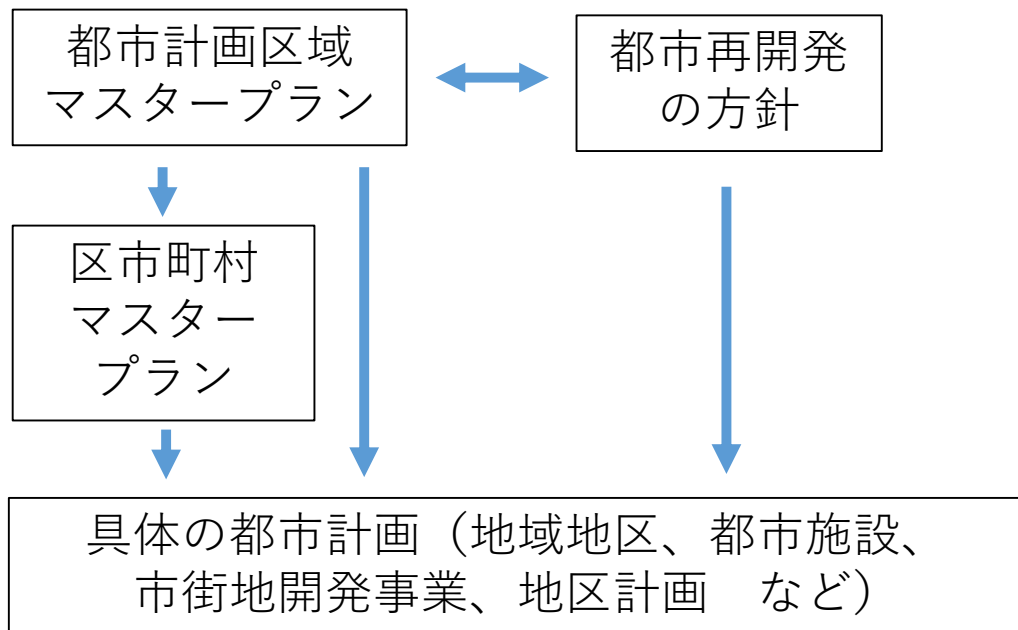 都市計画区域
マスタープラン
都市再開発
の方針
区市町村
マスター
プラン
具体の都市計画（地域地区、都市施設、
市街地開発事業、地区計画　など）